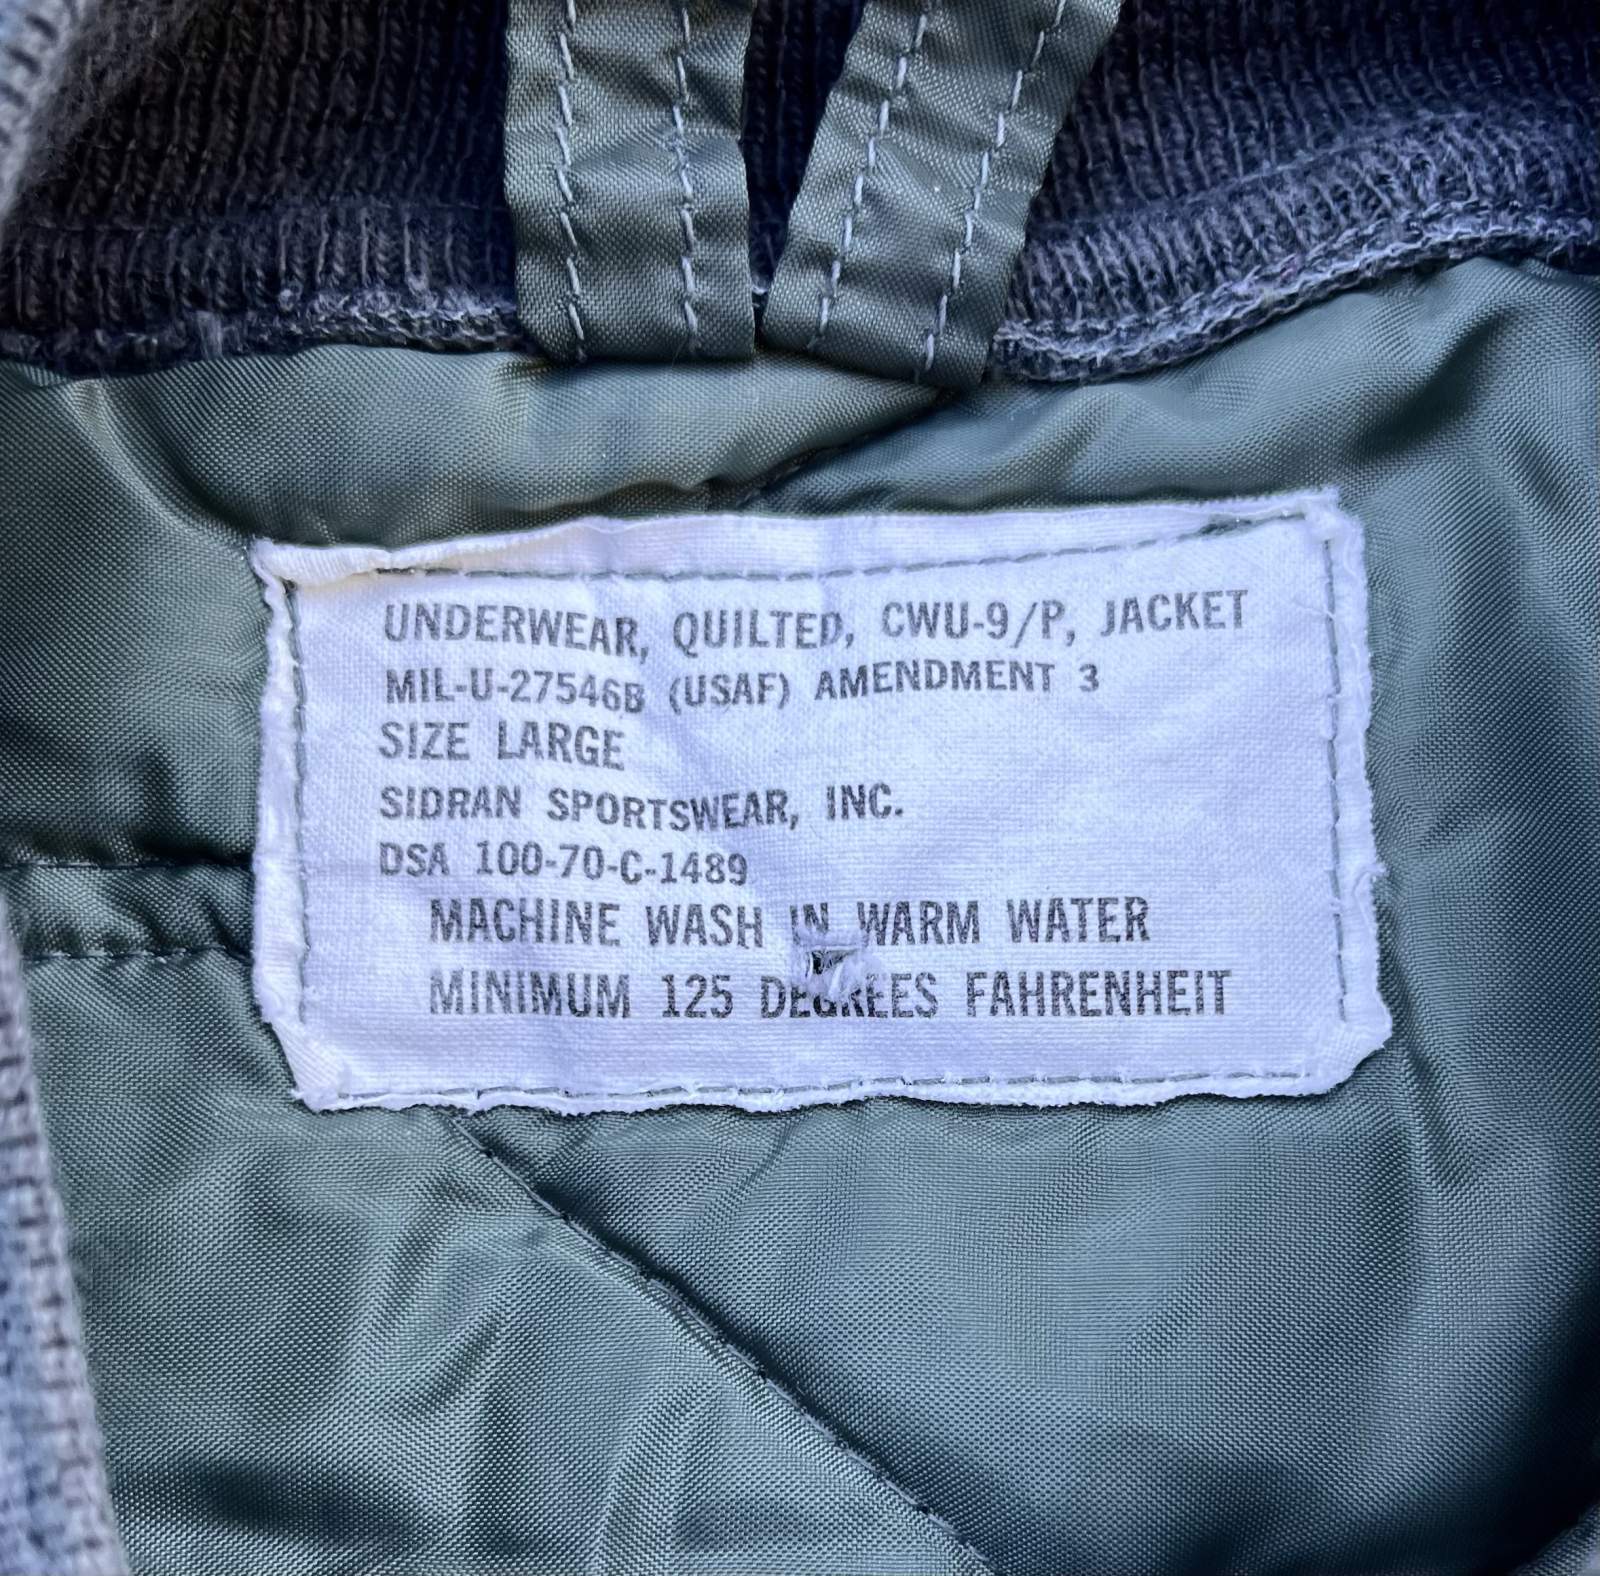 UNDERWEAR, QUILTED, CWU-9/P, JACKET
MIL-U-27546B (USAF) AMENDMENT 3
SIZE LARGE
SIDRAN SPORTSWEAR, INC.
DSA 100-70-C-1489
MACHINE WASH IN WARM WATER
MINIMUM 125 DEGREES FAHRENHEIT